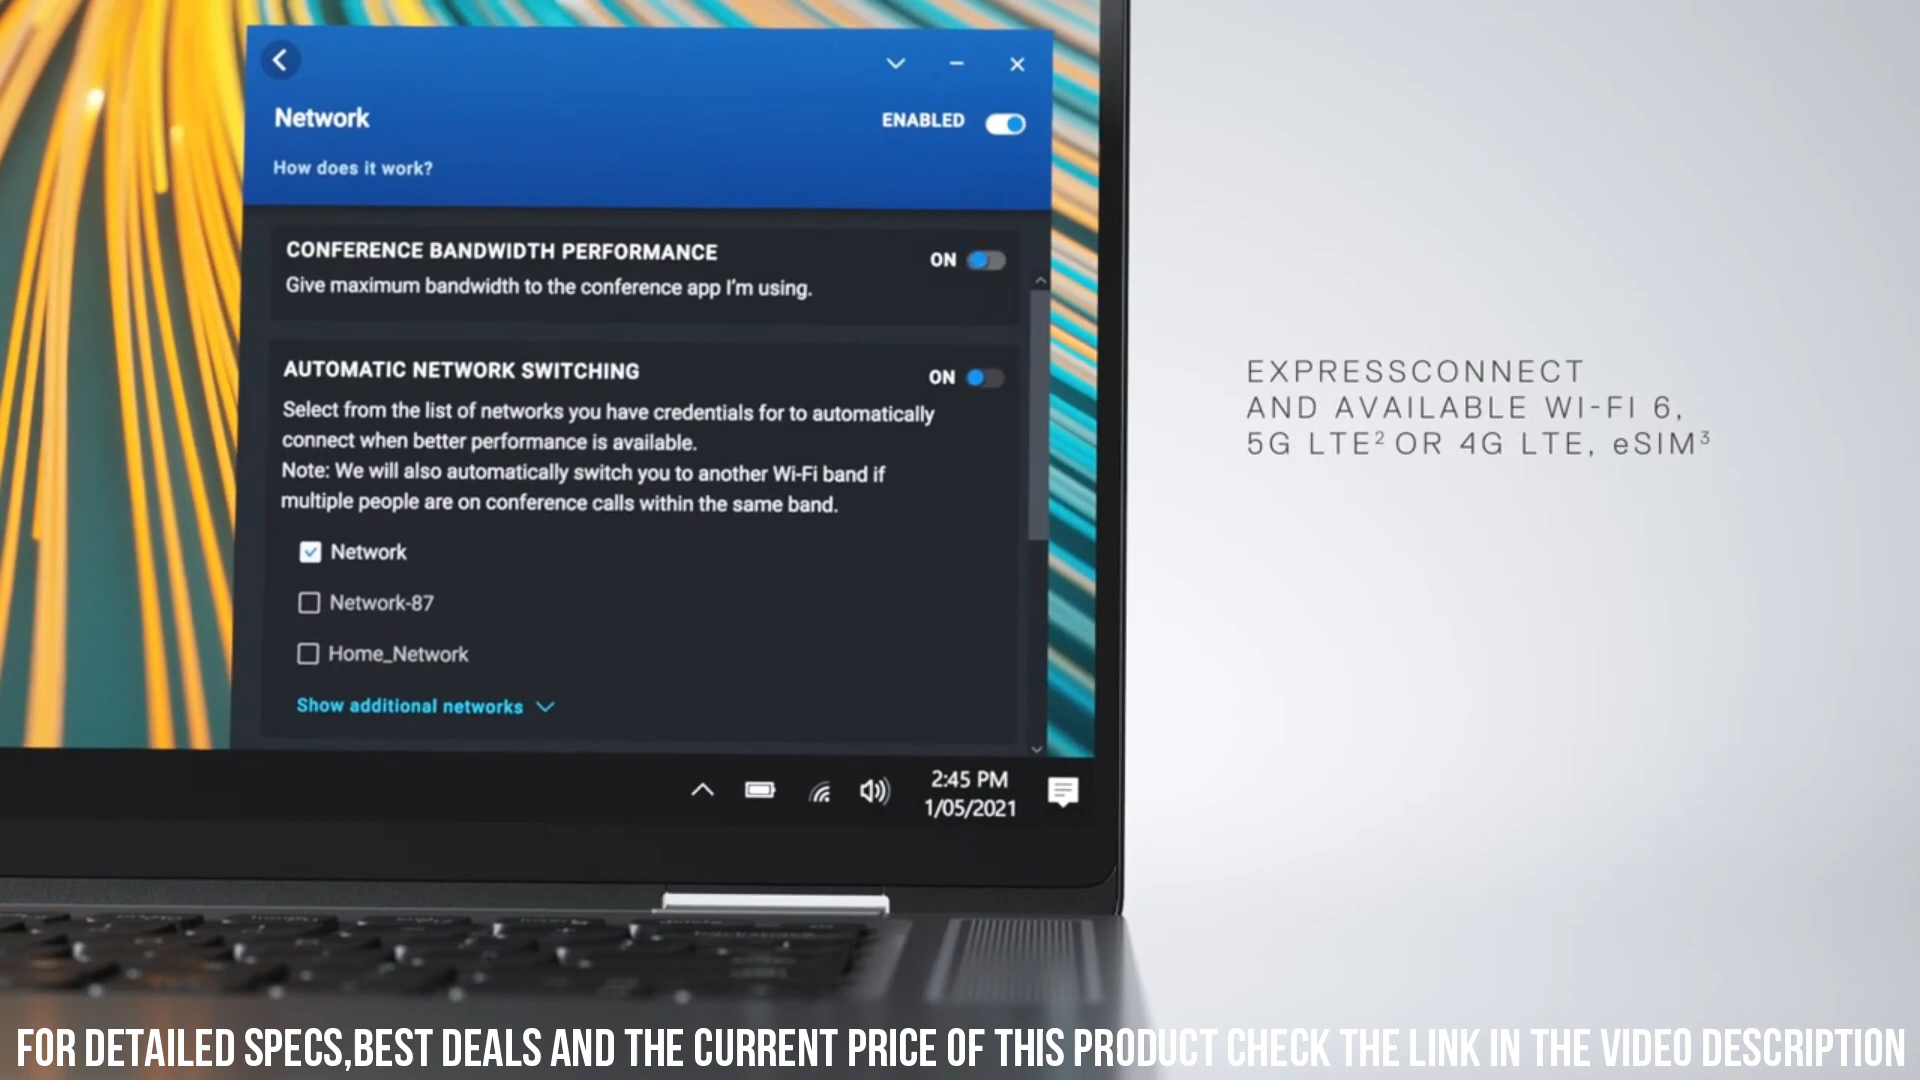 Network
ENABLED
How does it work?
CONFERENCE BANDWIDTH PERFORMANCE
ON
Give maximum bandwidth to the conference app I'm using.
AUTOMATIC NETWORK SWITCHING
ON
Select from the list of networks you have credentials for to automatically
connect when better performance is available.
Note: We will also automatically switch you to another Wi-Fi band if
multiple people are on conference calls within the same band.
Network
Network-87
Home_Network
Show additional networks
2:45 PM
1/05/2021
EXPRESSCONNECT
AND AVAILABLE WI-FI 6,
5G LTE² OR 4G LTE, eSIM³
FOR DETAILED SPECS,BEST DEALS AND THE CURRENT PRICE OF THIS PRODUCT CHECK THE LINK IN THE VIDEO DESCRIPTION